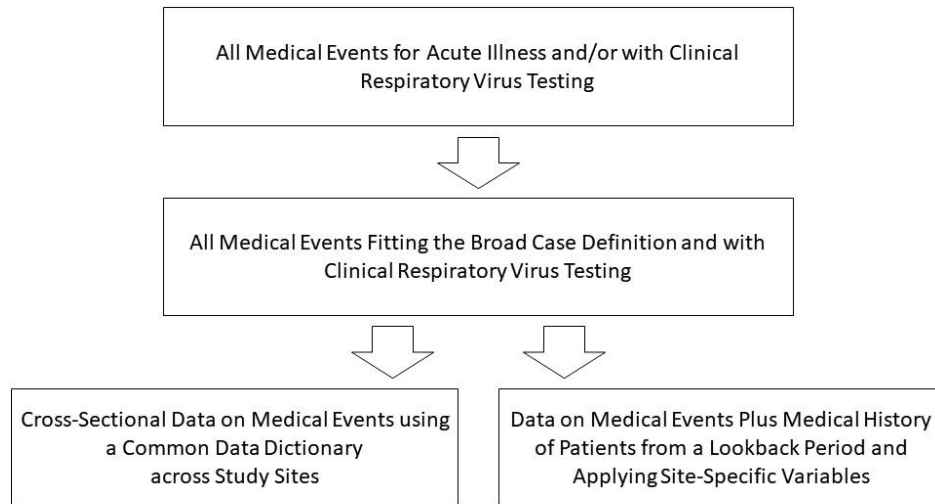 All Medical Events for Acute Illness and/or with Clinical
Respiratory Virus Testing
All Medical Events Fitting the Broad Case Definition and with
Clinical Respiratory Virus Testing
Cross-Sectional Data on Medical Events using
a Common Data Dictionary
across Study Sites
Data on Medical Events Plus Medical History
of Patients from a Lookback Period and
Applying Site-Specific Variables